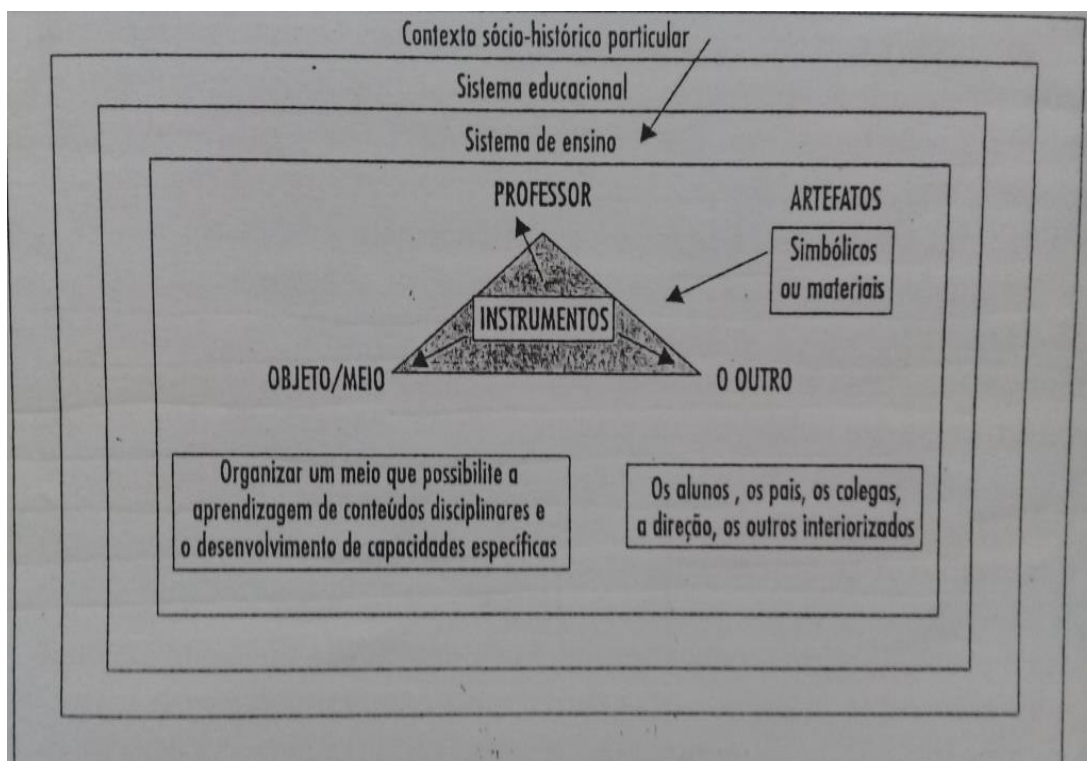 Contexto sócio-histórico particular
Sistema educacional
Sistema de ensino
PROFESSOR
ARTEFATOS
Simbólicos
ou materiais
INSTRUMENTOS
OBJETO/MEIO
O OUTRO
Organizar um meio que possibilite a
aprendizagem de conteúdos disciplinares e
o desenvolvimento de capacidades específicas
Os alunos , os pais, os colegas,
a direção, os outros interiorizados